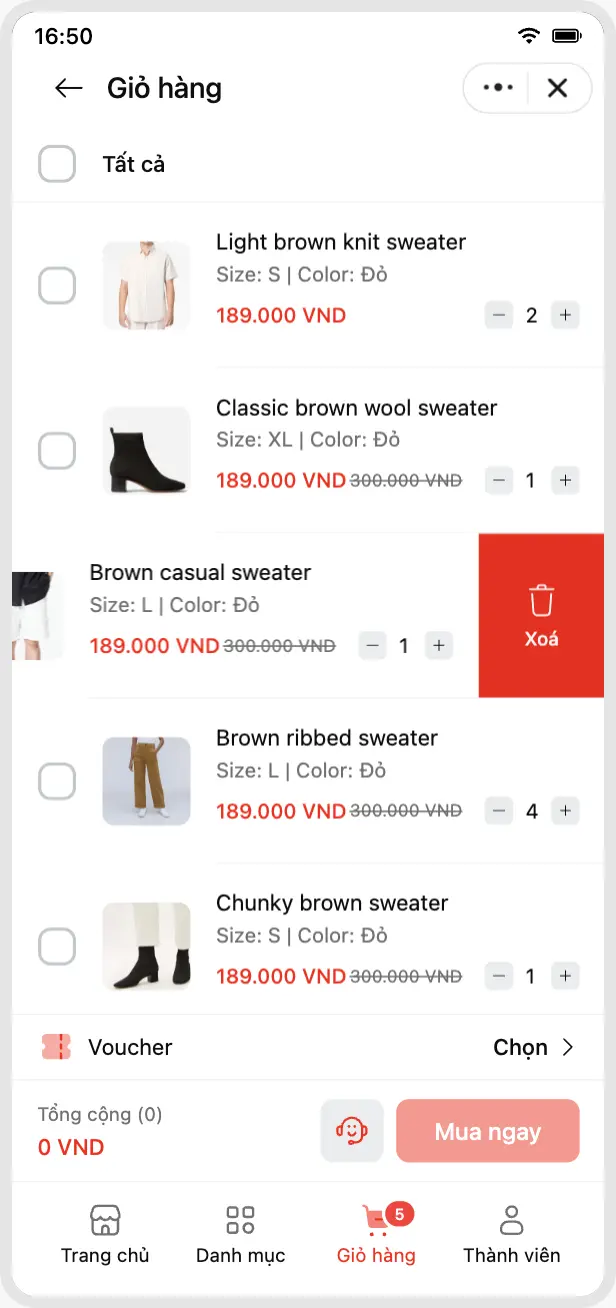 16:50
Giỏ hàng
Tất cả
Light brown knit sweater
Size: S | Color: Đỏ
189.000 VND − 2 +
Classic brown wool sweater
Size: XL | Color: Đỏ
189.000 VND 300.000 VND − 1 +
Brown casual sweater
Size: L | Color: Đỏ
189.000 VND 300.000 VND − 1 +
Xoá
Brown ribbed sweater
Size: L | Color: Đỏ
189.000 VND 300.000 VND − 4 +
Chunky brown sweater
Size: S | Color: Đỏ
189.000 VND 300.000 VND − 1 +
Voucher Chọn
Tổng cộng (0)
0 VND
Mua ngay
5
Trang chủ Danh mục Giỏ hàng Thành viên